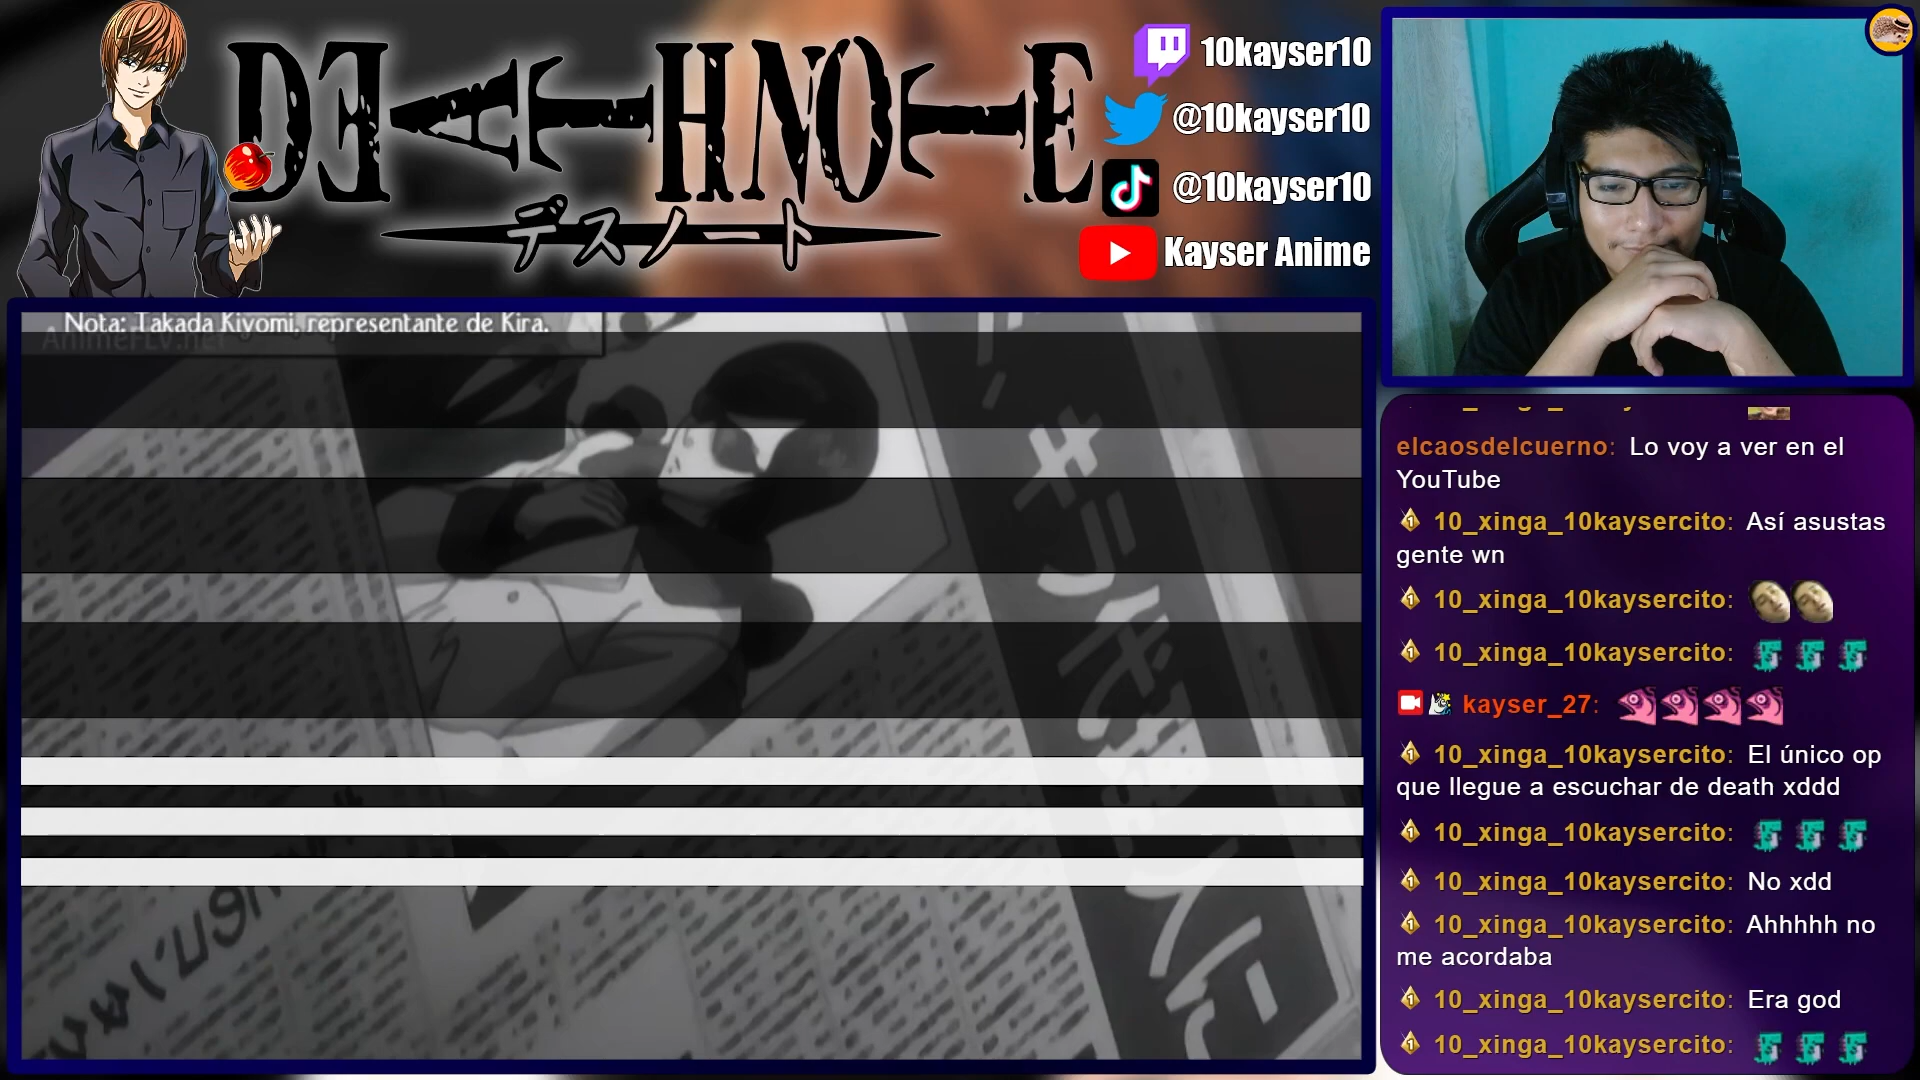 DEATH NOTE
デスノート
10kayser10
@10kayser10
@10kayser10
Kayser Anime
Nota: Takada Kiyomi, representante de Kira.
AnimeFLV.net
elcaosdelcuerno: Lo voy a ver en el
YouTube
10_xinga_10kaysercito: Así asustas
gente wn
10_xinga_10kaysercito:
10_xinga_10kaysercito:
kayser_27:
10_xinga_10kaysercito: El único op
que llegue a escuchar de death xddd
10_xinga_10kaysercito:
10_xinga_10kaysercito: No xdd
10_xinga_10kaysercito: Ahhhhh no
me acordaba
10_xinga_10kaysercito: Era god
10_xinga_10kaysercito: